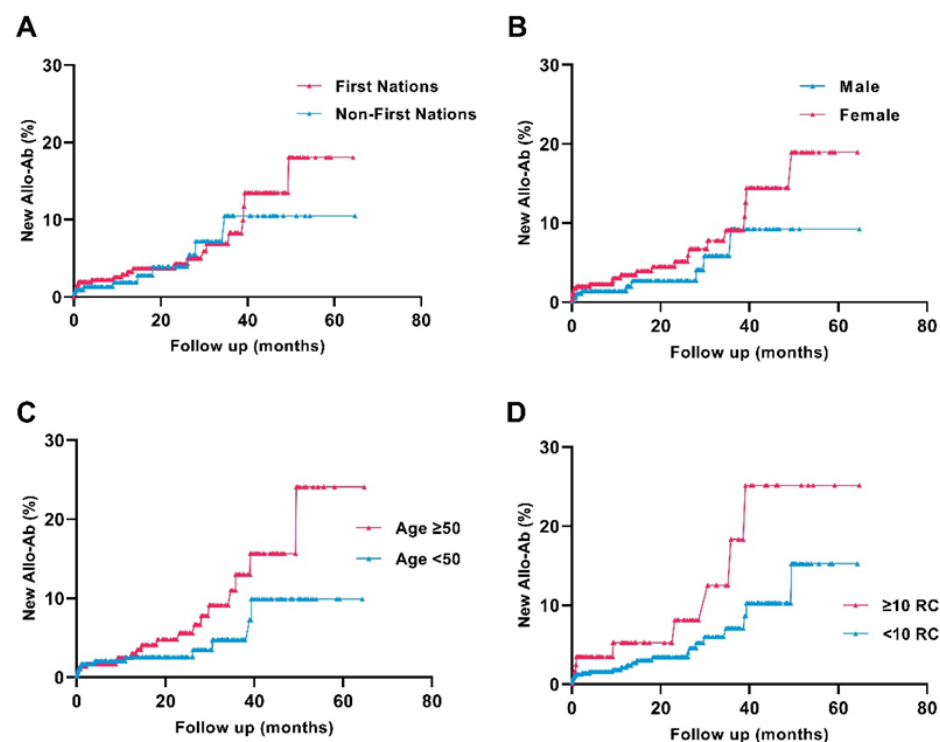 A
New Allo-Ab (%)
30
20
10
0
0 20 40 60 80
Follow up (months)
First Nations
Non-First Nations
B
New Allo-Ab (%)
30
20
10
0
0 20 40 60 80
Follow up (months)
Male
Female
C
New Allo-Ab (%)
30
20
10
0
0 20 40 60 80
Follow up (months)
Age ≥50
Age <50
D
New Allo-Ab (%)
30
20
10
0
0 20 40 60 80
Follow up (months)
≥10 RC
<10 RC